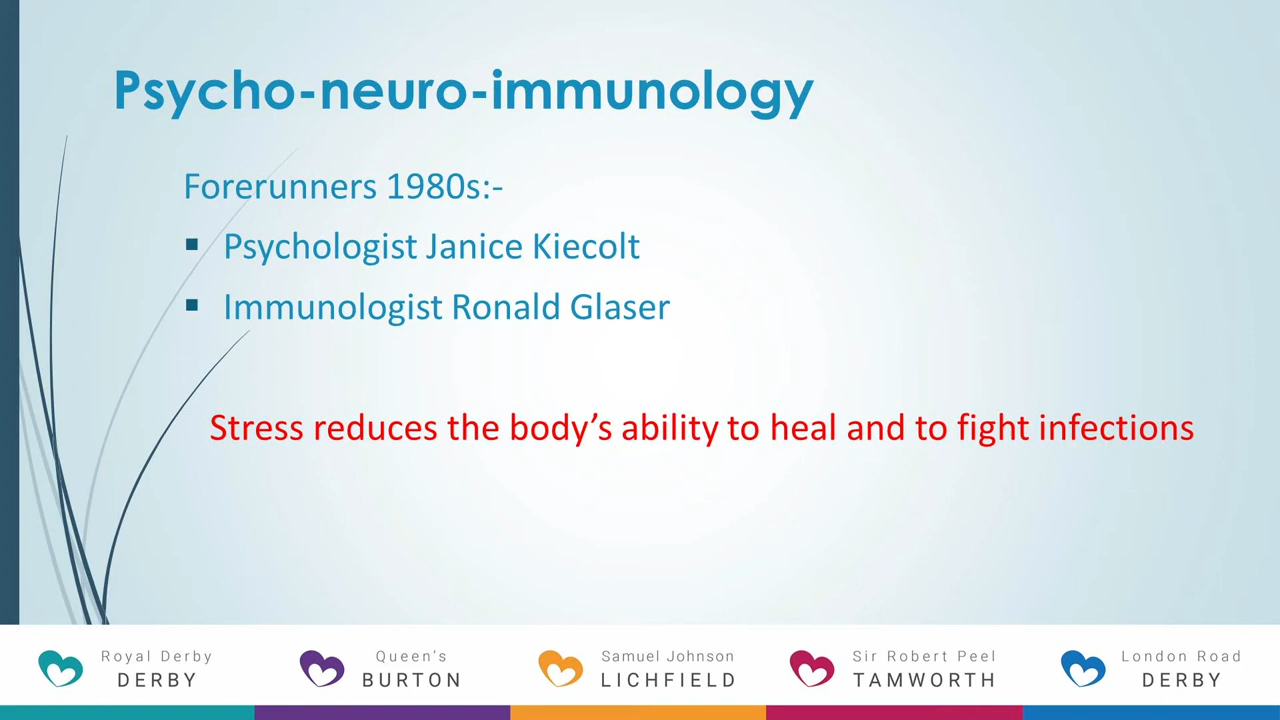 Psycho-neuro-immunology
Forerunners 1980s:-
▪ Psychologist Janice Kiecolt
▪ Immunologist Ronald Glaser
Stress reduces the body’s ability to heal and to fight infections
Royal Derby
DERBY
Queen's
BURTON
Samuel Johnson
LICHFIELD
Sir Robert Peel
TAMWORTH
London Road
DERBY